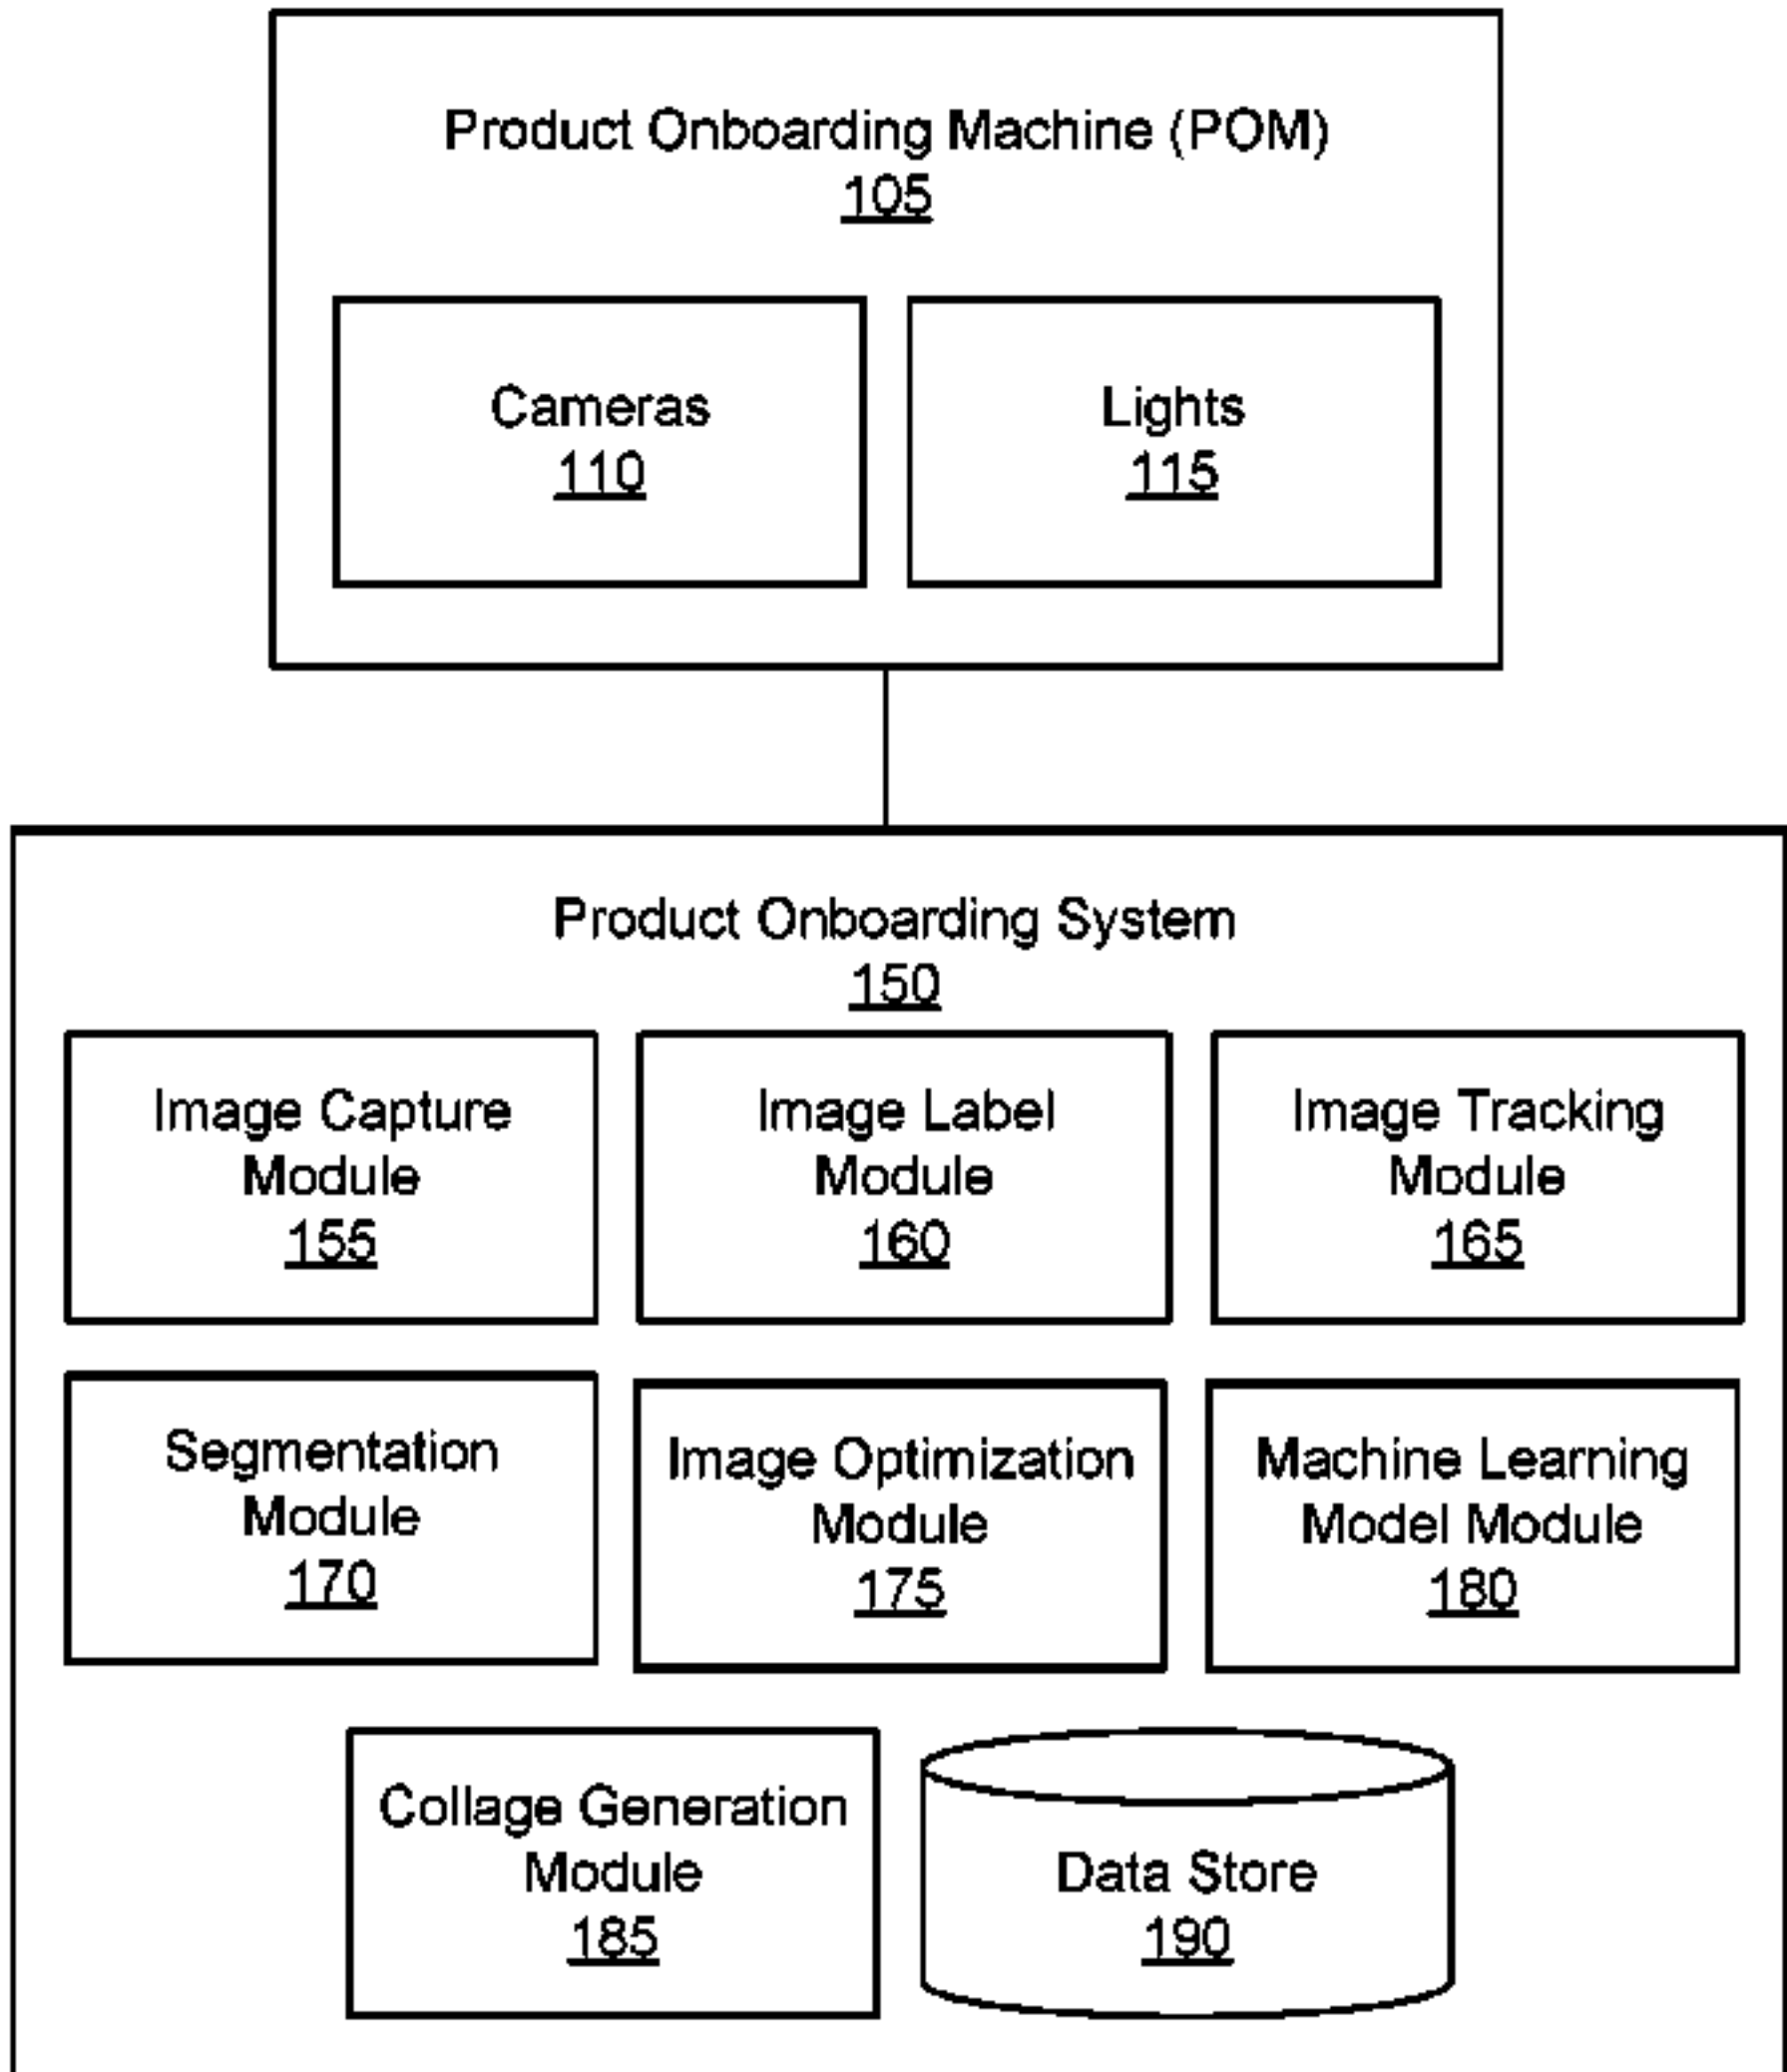 Product Onboarding Machine (POM)
105
Cameras
110
Lights
115
Product Onboarding System
150
Image Capture
Module
155
Image Label
Module
160
Image Tracking
Module
165
Segmentation
Module
170
Image Optimization
Module
175
Machine Learning
Model Module
180
Collage Generation
Module
185
Data Store
190